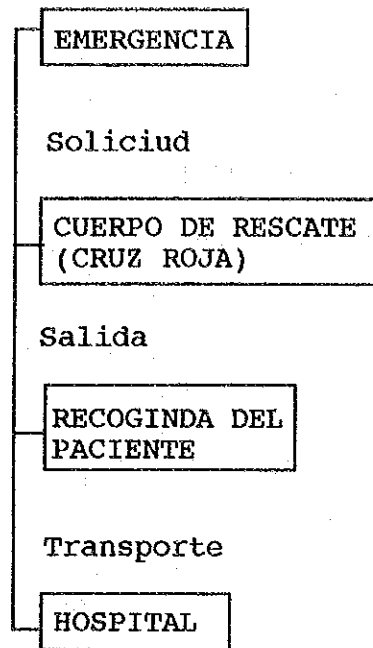 EMERGENCIA
Soliciud
CUERPO DE RESCATE
(CRUZ ROJA)
Salida
RECOGINDA DEL
PACIENTE
Transporte
HOSPITAL